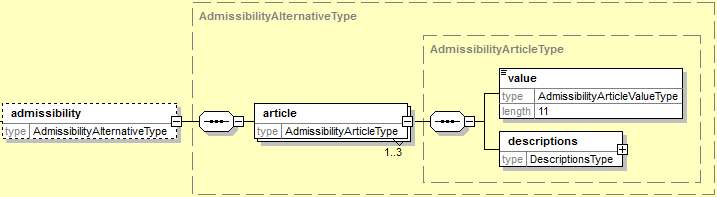 AdmissibilityAlternativeType
AdmissibilityArticleType
admissibility
type AdmissibilityAlternativeType
article
type AdmissibilityArticleType
1..3
value
type AdmissibilityArticleValueType
length 11
descriptions
type DescriptionsType